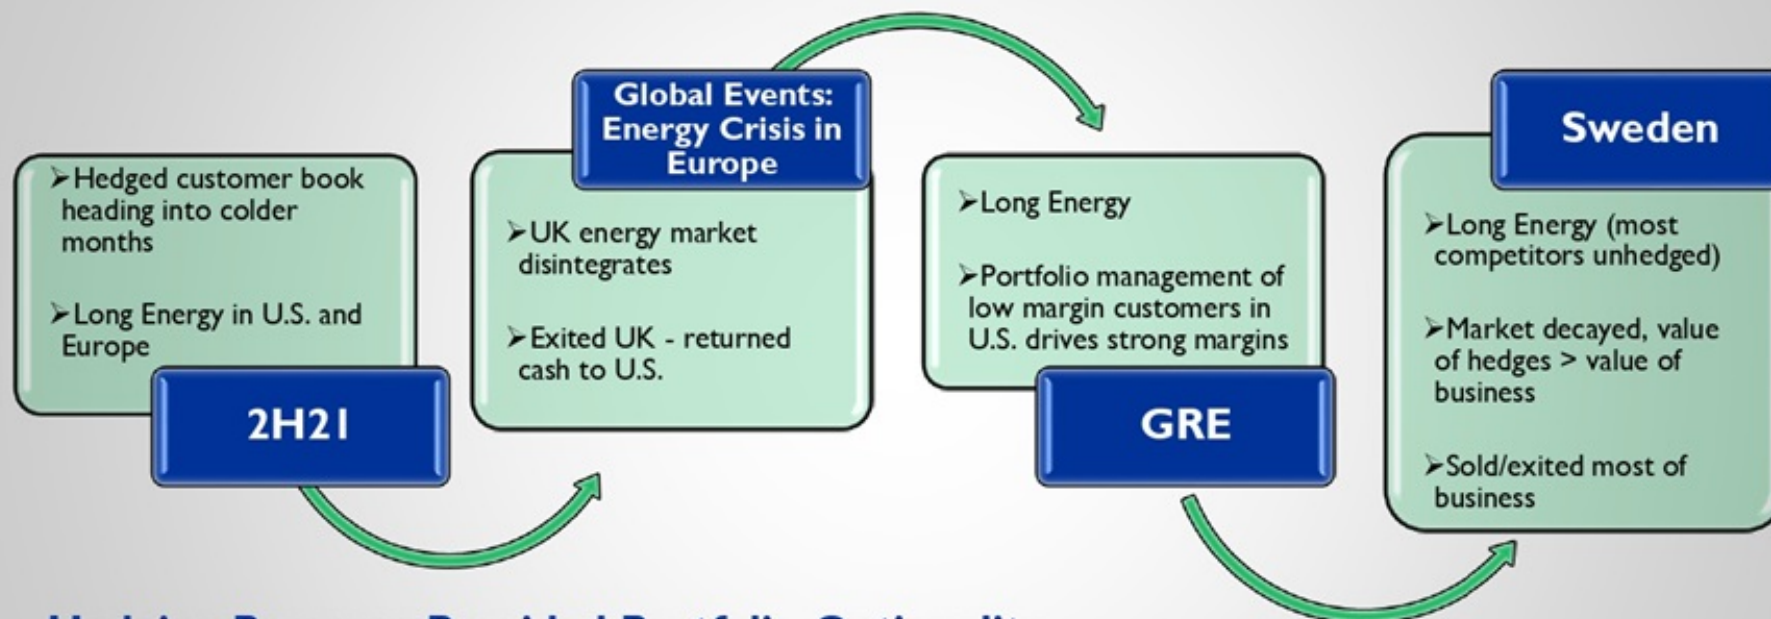 ➢Hedged customer book
heading into colder
months
➢Long Energy in U.S. and
Europe
2H21
Global Events:
Energy Crisis in
Europe
➢UK energy market
disintegrates
➢Exited UK - returned
cash to U.S.
➢Long Energy
➢Portfolio management of
low margin customers in
U.S. drives strong margins
GRE
Sweden
➢Long Energy (most
competitors unhedged)
➢Market decayed, value
of hedges > value of
business
➢Sold/exited most of
business
Provided Portfolio